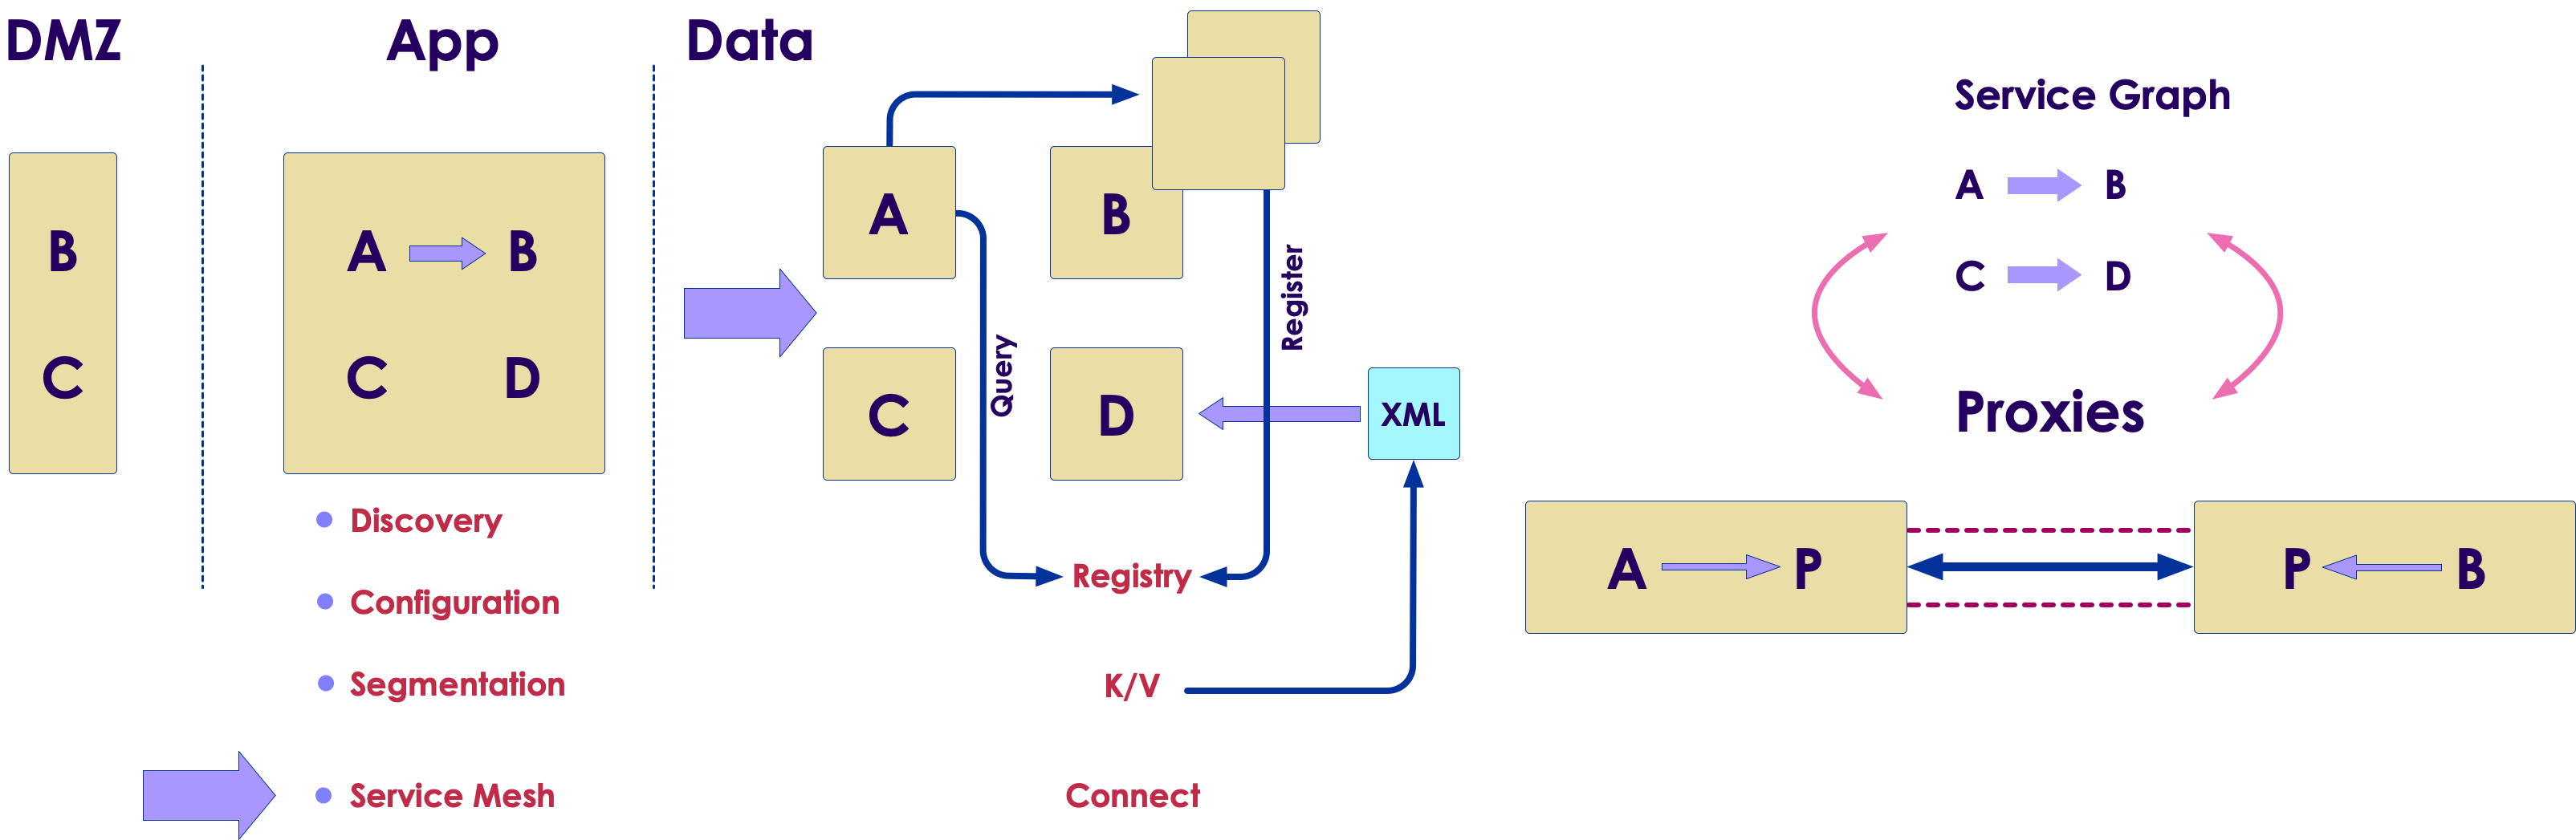 DMZ
App
Data
B
C
A B
C D
Discovery
Configuration
Segmentation
Service Mesh
A
B
C
D
Query
Register
XML
Registry
K/V
Connect
Service Graph
A B
C D
Proxies
A P
P B